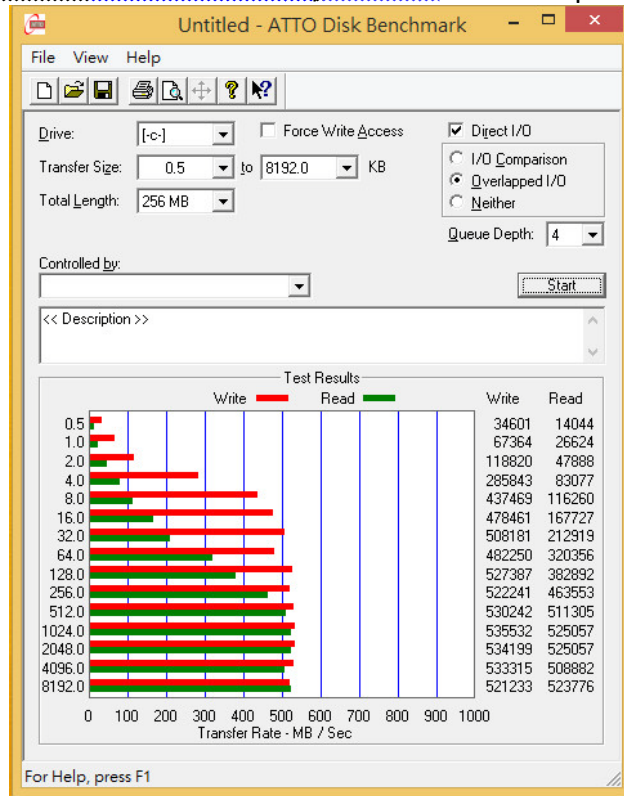 Untitled - ATTO Disk Benchmark
File View Help
Drive: [-c-] Force Write Access Direct I/O
Transfer Size: 0.5 to 8192.0 KB I/O Comparison
Overlapped I/O
Total Length: 256 MB Neither
Queue Depth: 4
Controlled by:
Start
<< Description >>
Test Results
Write Read Write Read
0.5 34601 14044
1.0 67364 26624
2.0 118820 47888
4.0 285843 83077
8.0 437469 116260
16.0 478461 167727
32.0 508181 212919
64.0 482250 320356
128.0 527387 382892
256.0 522241 463553
512.0 530242 511305
1024.0 535532 525057
2048.0 534199 525057
4096.0 533315 508882
8192.0 521233 523776
0 100 200 300 400 500 600 700 800 900 1000
Transfer Rate - MB / Sec
For Help, press F1